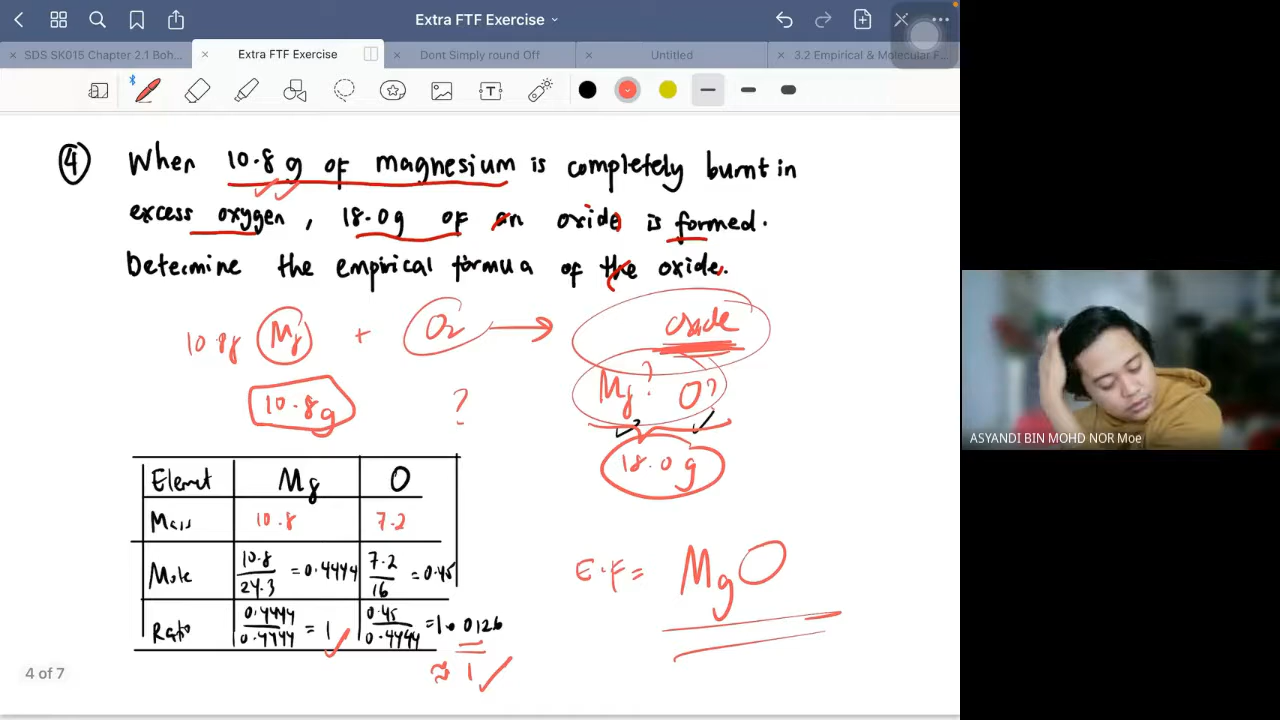 Extra FTF Exercise
SDS SK015 Chapter 2.1 Boh...
Extra FTF Exercise
Dont Simply round Off
Untitled
3.2 Empirical & Molecular F...
④ When 10.8 g of magnesium is completely burnt in
excess oxygen, 18.0g of an oxide is formed.
Determine the empirical formua of the oxide.
10.8g Mg + O2 → oxide
10.8g ? Mg? O?
18.0 g
Element Mg O
Mass 10.8 7.2
Mole 10.8/24.3 = 0.4444 7.2/16 = 0.45
Ratio 0.4444/0.4444 = 1 0.45/0.4444 = 1.0126
≈ 1
E.F = MgO
4 of 7
ASYANDI BIN MOHD NOR Moe